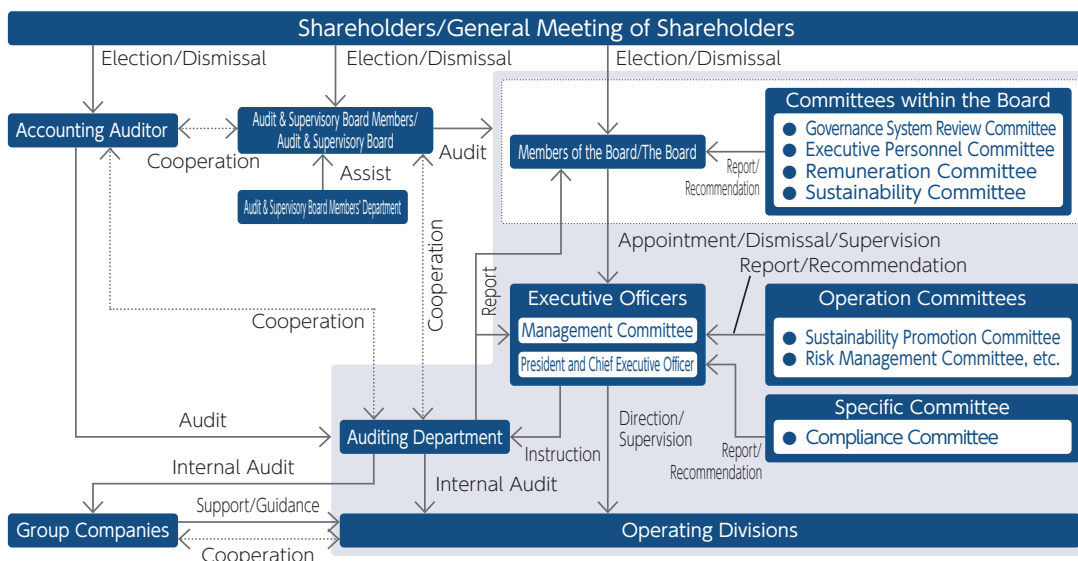 Shareholders/General Meeting of Shareholders
Election/Dismissal
Election/Dismissal
Election/Dismissal
Accounting Auditor
Cooperation
Audit & Supervisory Board Members/
Audit & Supervisory Board
Audit
Assist
Audit & Supervisory Board Members' Department
Members of the Board/The Board
Report/
Recommendation
Committees within the Board
● Governance System Review Committee
● Executive Personnel Committee
● Remuneration Committee
● Sustainability Committee
Appointment/Dismissal/Supervision
Report/Recommendation
Cooperation
Cooperation
Report
Executive Officers
Management Committee
President and Chief Executive Officer
Operation Committees
● Sustainability Promotion Committee
● Risk Management Committee, etc.
Specific Committee
● Compliance Committee
Report/
Recommendation
Audit
Auditing Department
Instruction
Direction/
Supervision
Internal Audit
Internal Audit
Group Companies
Support/Guidance
Cooperation
Operating Divisions